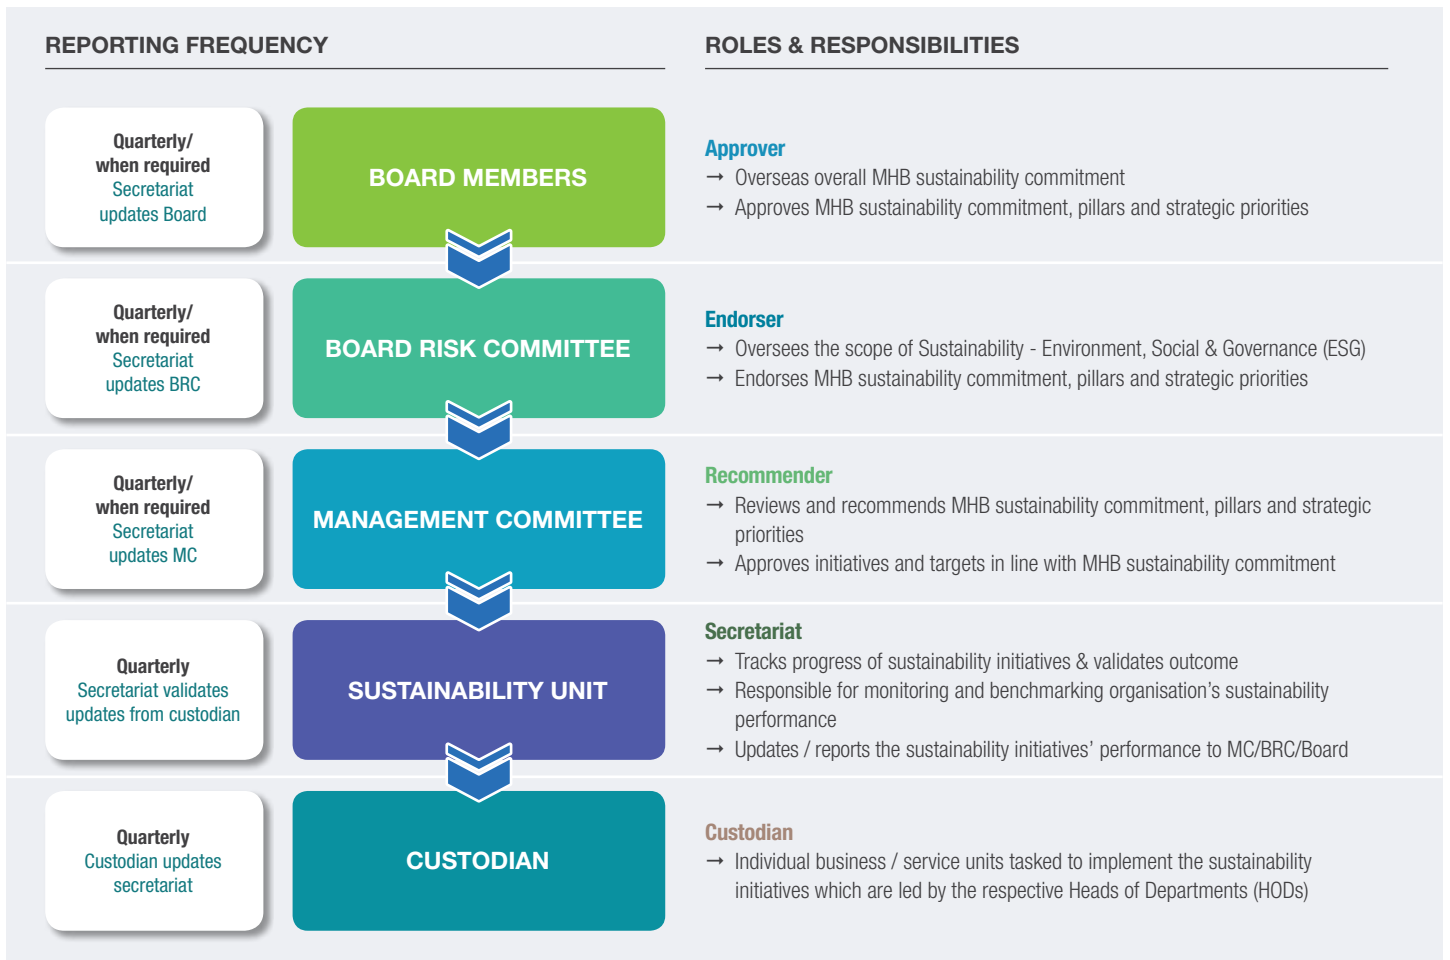 REPORTING FREQUENCY
ROLES & RESPONSIBILITIES
Quarterly/
when required
Secretariat
updates Board
BOARD MEMBERS
Approver
→ Overseas overall MHB sustainability commitment
→ Approves MHB sustainability commitment, pillars and strategic priorities
Quarterly/
when required
Secretariat
updates BRC
BOARD RISK COMMITTEE
Endorser
→ Oversees the scope of Sustainability - Environment, Social & Governance (ESG)
→ Endorses MHB sustainability commitment, pillars and strategic priorities
Quarterly/
when required
Secretariat
updates MC
MANAGEMENT COMMITTEE
Recommender
→ Reviews and recommends MHB sustainability commitment, pillars and strategic
priorities
→ Approves initiatives and targets in line with MHB sustainability commitment
Quarterly
Secretariat validates
updates from custodian
SUSTAINABILITY UNIT
Secretariat
→ Tracks progress of sustainability initiatives & validates outcome
→ Responsible for monitoring and benchmarking organisation’s sustainability
performance
→ Updates / reports the sustainability initiatives’ performance to MC/BRC/Board
Quarterly
Custodian updates
secretariat
CUSTODIAN
Custodian
→ Individual business / service units tasked to implement the sustainability
initiatives which are led by the respective Heads of Departments (HODs)